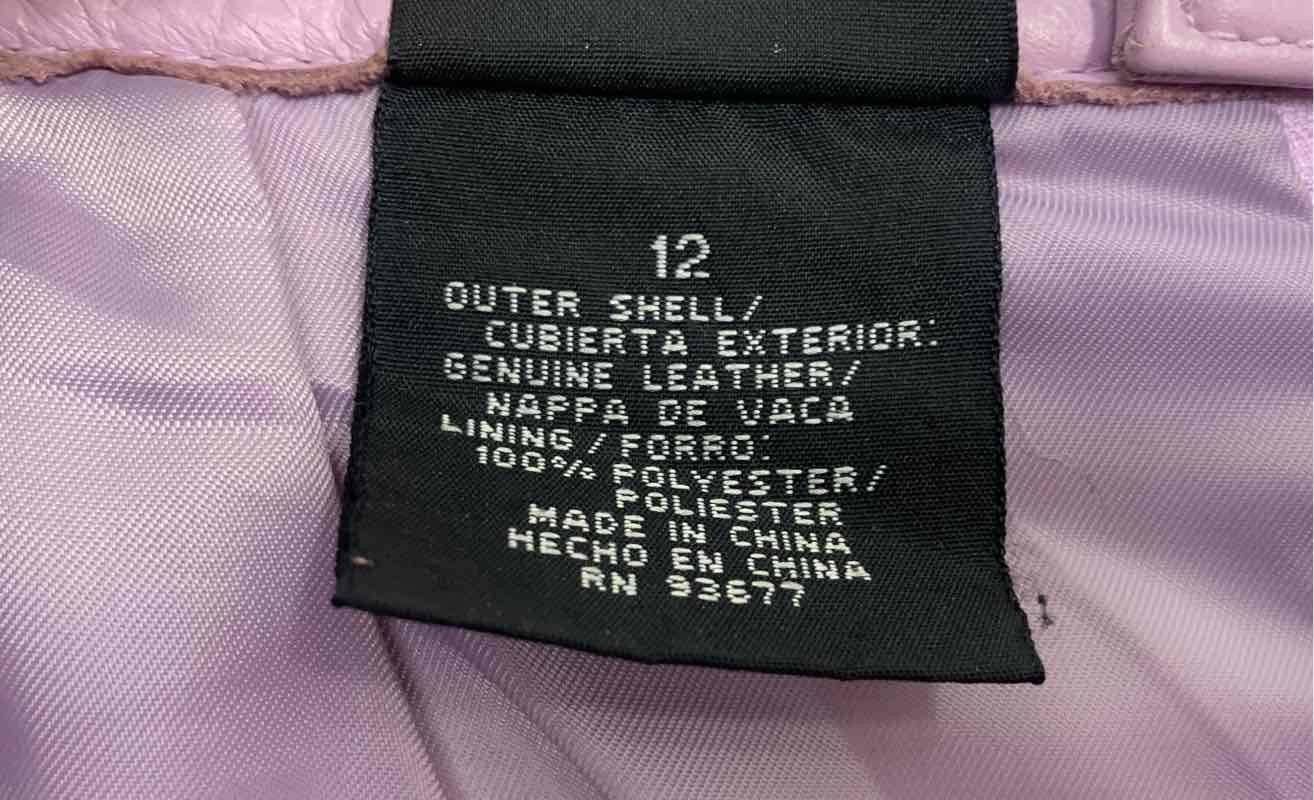 12
OUTER SHELL/
CUBIERTA EXTERIOR:
GENUINE LEATHER/
NAPPA DE VACA
LINING/FORRO:
100% POLYESTER/
POLIESTER
MADE IN CHINA
HECHO EN CHINA
RN 93677